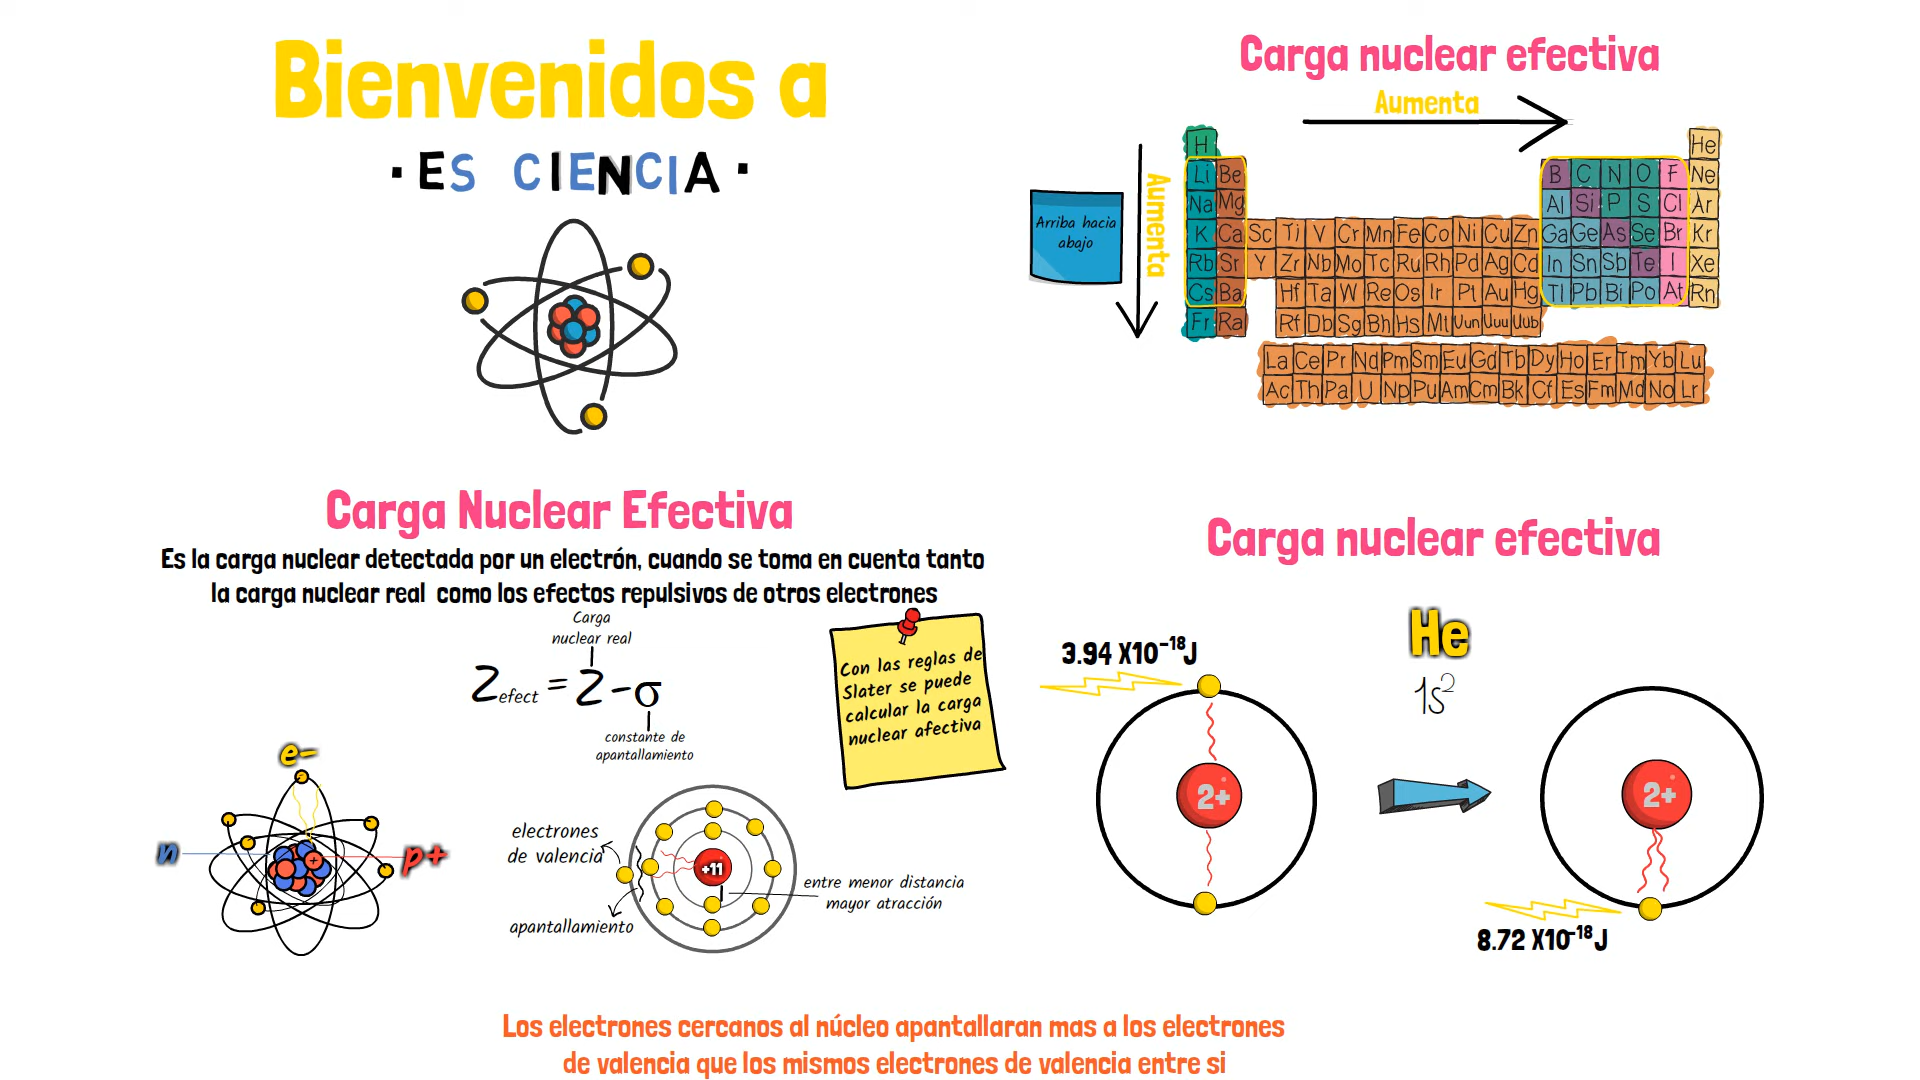 Bienvenidos a
· ES CIENCIA ·
Carga nuclear efectiva
Aumenta
Aumenta
Arriba hacia
abajo
H He
Li Be B C N O F Ne
Na Mg Al Si P S Cl Ar
K Ca Sc Ti V Cr Mn Fe Co Ni Cu Zn Ga Ge As Se Br Kr
Rb Sr Y Zr Nb Mo Tc Ru Rh Pd Ag Cd In Sn Sb Te I Xe
Cs Ba Hf Ta W Re Os Ir Pt Au Hg Tl Pb Bi Po At Rn
Fr Ra Rf Db Sg Bh Hs Mt Uun Uuu Uub
La Ce Pr Nd Pm Sm Eu Gd Tb Dy Ho Er Tm Yb Lu
Ac Th Pa U Np Pu Am Cm Bk Cf Es Fm Md No Lr
Carga Nuclear Efectiva
Es la carga nuclear detectada por un electrón, cuando se toma en cuenta tanto
la carga nuclear real como los efectos repulsivos de otros electrones
Carga
nuclear real
Zefect = Z - σ
constante de
apantallamiento
Con las reglas de
Slater se puede
calcular la carga
nuclear afectiva
e-
n
p+
+
electrones
de valencia
apantallamiento
+11
entre menor distancia
mayor atracción
Carga nuclear efectiva
He
1s²
3.94 X10⁻¹⁸J
2+
2+
8.72 X10⁻¹⁸J
Los electrones cercanos al núcleo apantallaran mas a los electrones
de valencia que los mismos electrones de valencia entre si